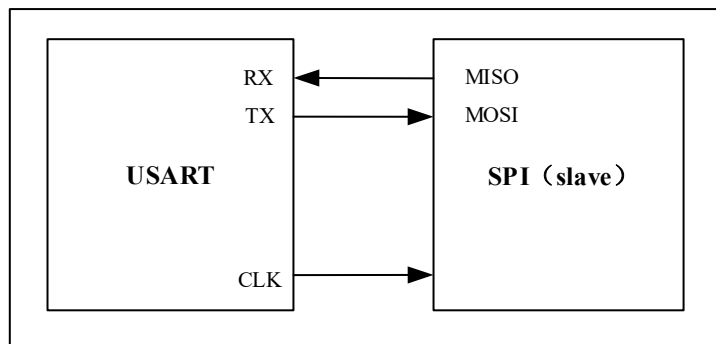 RX
MISO
TX
MOSI
USART
SPI（slave）
CLK